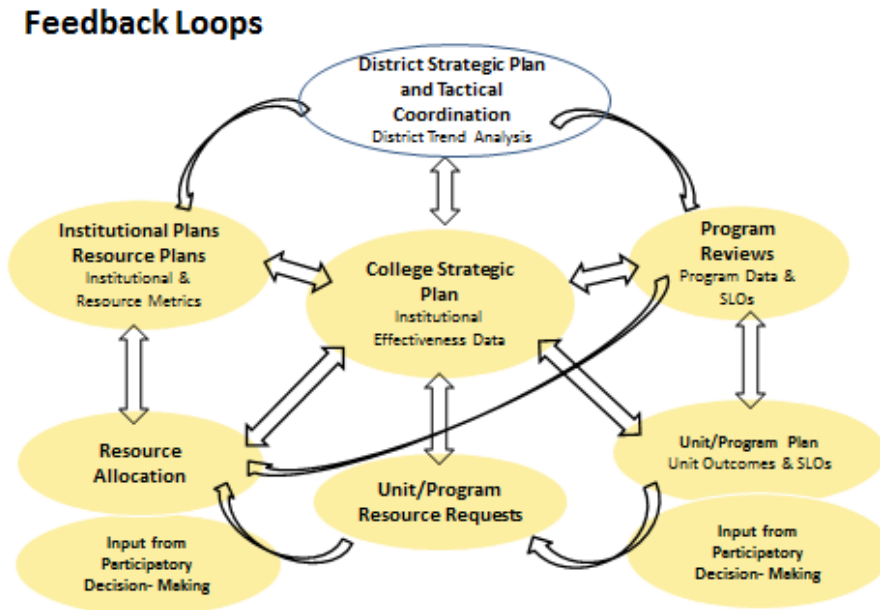 Feedback Loops
District Strategic Plan
and Tactical
Coordination
District Trend Analysis
Institutional Plans
Resource Plans
Institutional &
Resource Metrics
College Strategic
Plan
Institutional
Effectiveness Data
Program
Reviews
Program Data &
SLOs
Resource
Allocation
Unit/Program
Resource Requests
Unit/Program Plan
Unit Outcomes & SLOs
Input from
Participatory
Decision- Making
Input from
Participatory
Decision- Making